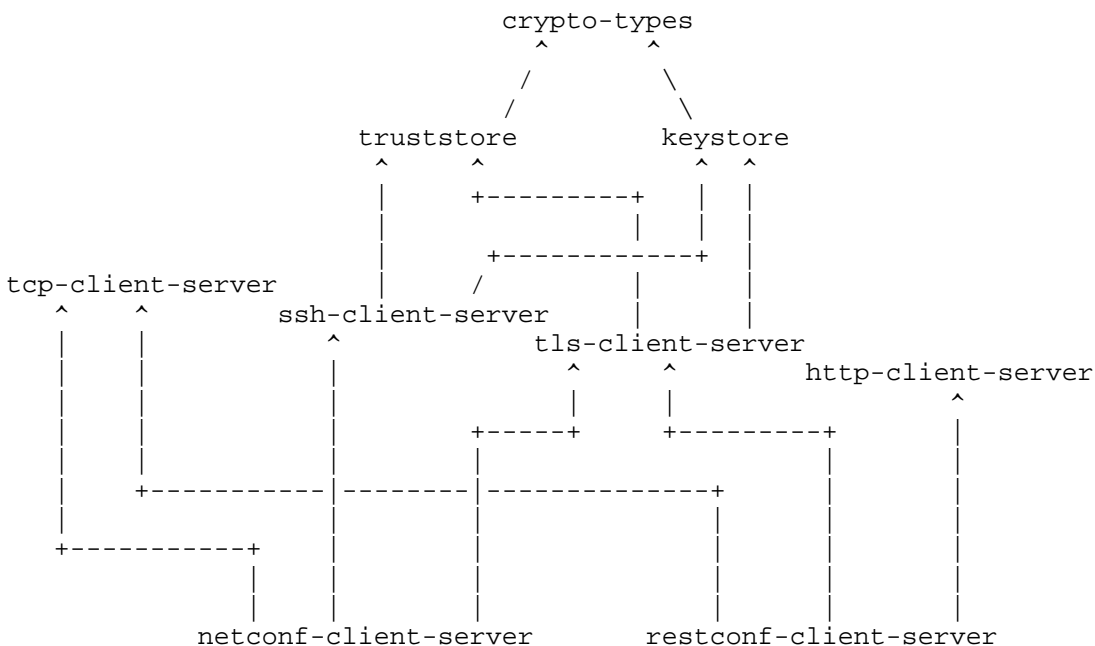 crypto-types
truststore keystore
tcp-client-server
ssh-client-server
tls-client-server
http-client-server
netconf-client-server restconf-client-server